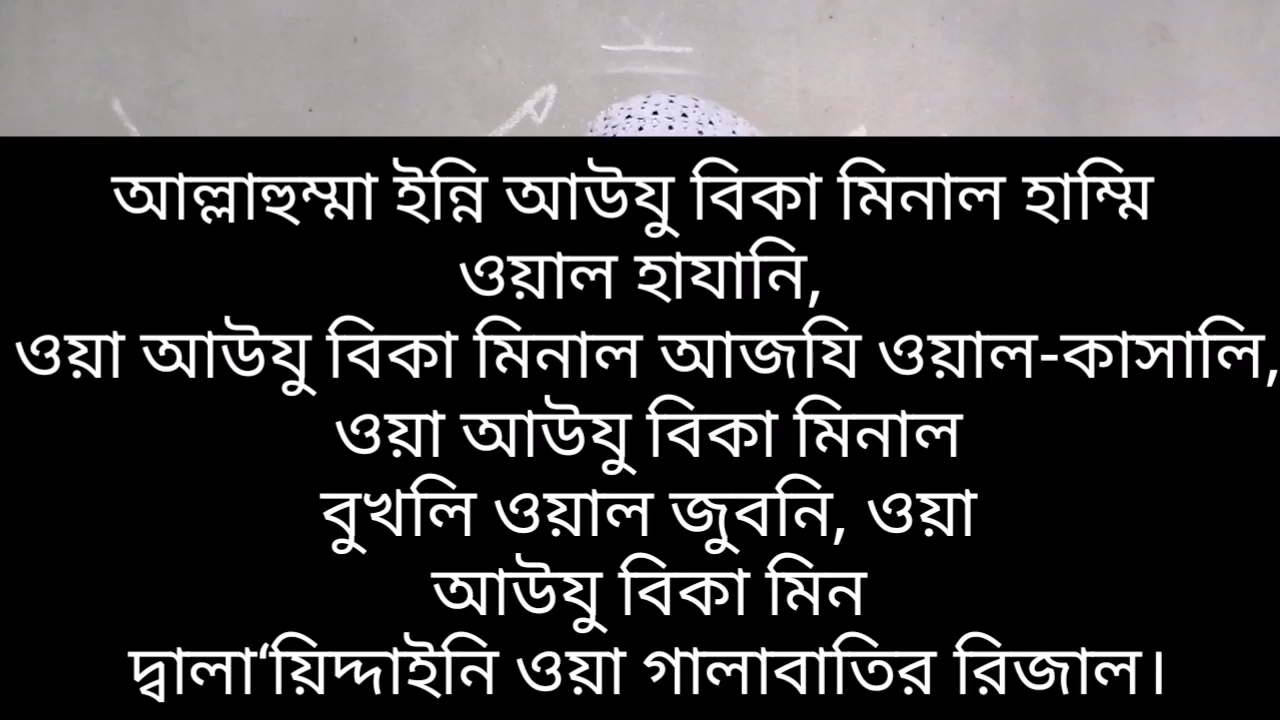 আল্লাহুম্মা ইন্নি আউযু বিকা মিনাল হাম্মি
ওয়াল হাযানি,
ওয়া আউযু বিকা মিনাল আজযি ওয়াল-কাসালি,
ওয়া আউযু বিকা মিনাল
বুখলি ওয়াল জুবনি, ওয়া
আউযু বিকা মিন
দ্বালা‘য়িদ্দাইনি ওয়া গালাবাতির রিজাল।